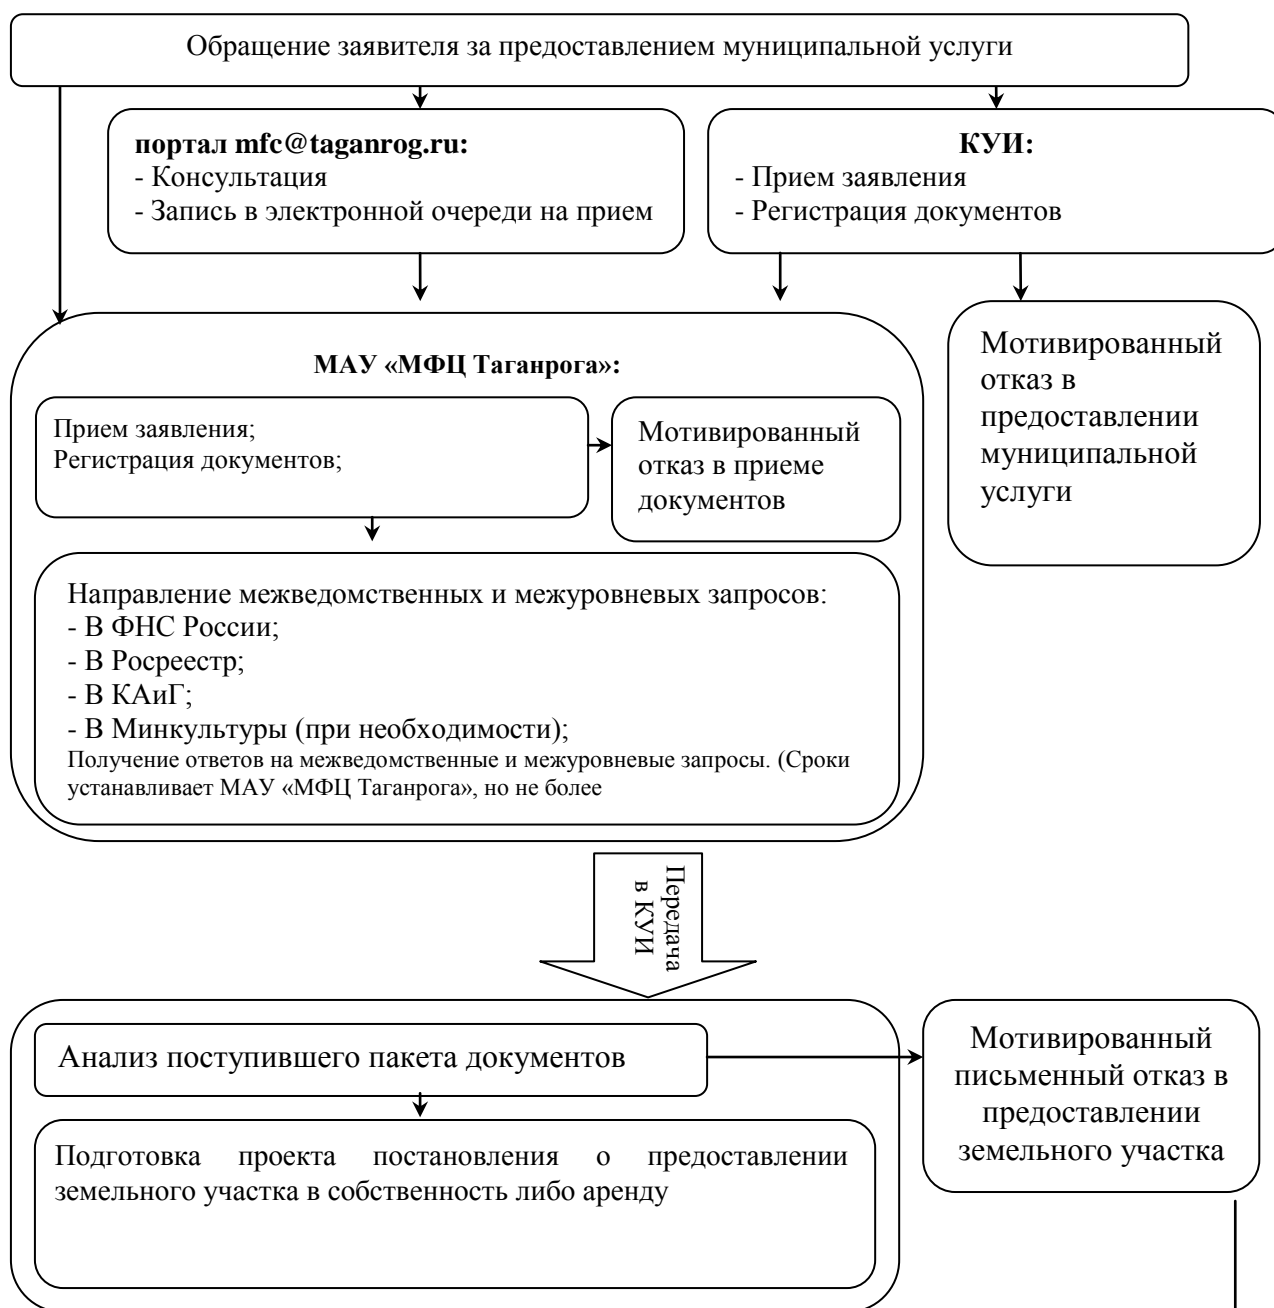 Обращение заявителя за предоставлением муниципальной услуги
портал mfc@taganrog.ru:
- Консультация
- Запись в электронной очереди на прием
КУИ:
- Прием заявления
- Регистрация документов
Мотивированный
отказ в
предоставлении
муниципальной
услуги
МАУ «МФЦ Таганрога»:
Прием заявления;
Регистрация документов;
Мотивированный
отказ в приеме
документов
Направление межведомственных и межуровневых запросов:
- В ФНС России;
- В Росреестр;
- В КАиГ;
- В Минкультуры (при необходимости);
Получение ответов на межведомственные и межуровневые запросы. (Сроки
устанавливает МАУ «МФЦ Таганрога», но не более
Передача
в КУИ
Анализ поступившего пакета документов
Мотивированный
письменный отказ в
предоставлении
земельного участка
Подготовка проекта постановления о предоставлении
земельного участка в собственность либо аренду